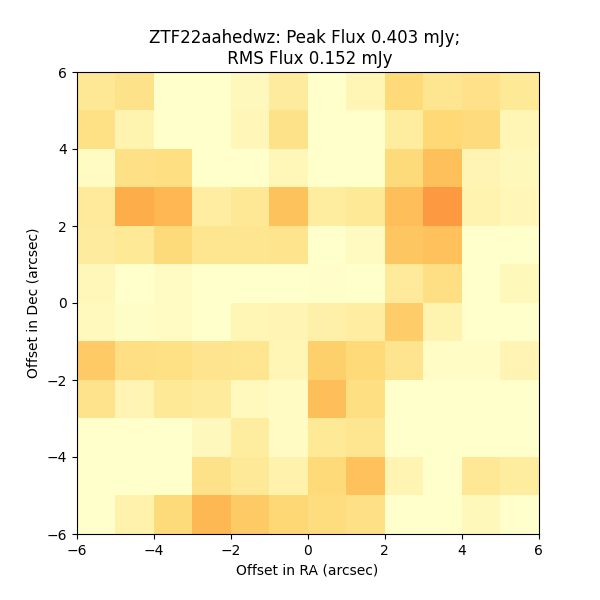 ZTF22aahedwz: Peak Flux 0.403 mJy;
RMS Flux 0.152 mJy
6
4
2
0
−2
−4
−6
Offset in Dec (arcsec)
−6 −4 −2 0 2 4 6
Offset in RA (arcsec)